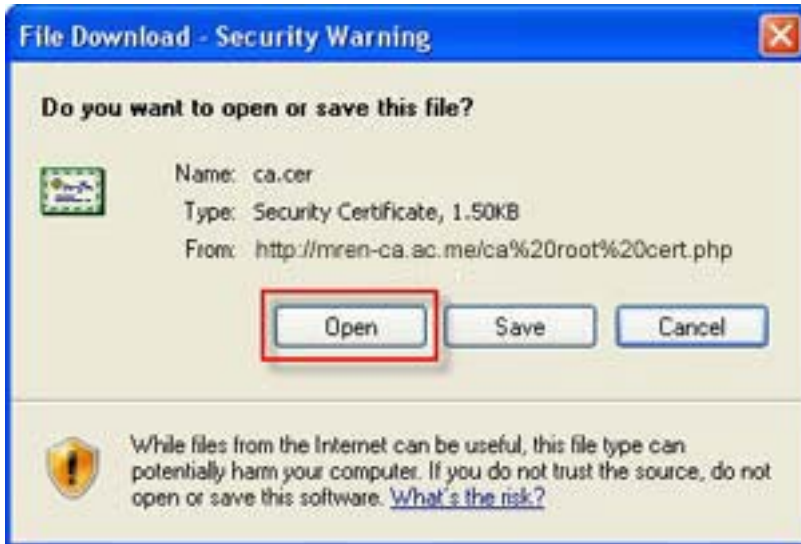 File Download - Security Warning
Do you want to open or save this file?
Name: ca.cer
Type: Security Certificate, 1.50KB
From: http://mren-ca.ac.me/ca%20root%20cert.php
Open Save Cancel
While files from the Internet can be useful, this file type can
potentially harm your computer. If you do not trust the source, do not
open or save this software. What's the risk?